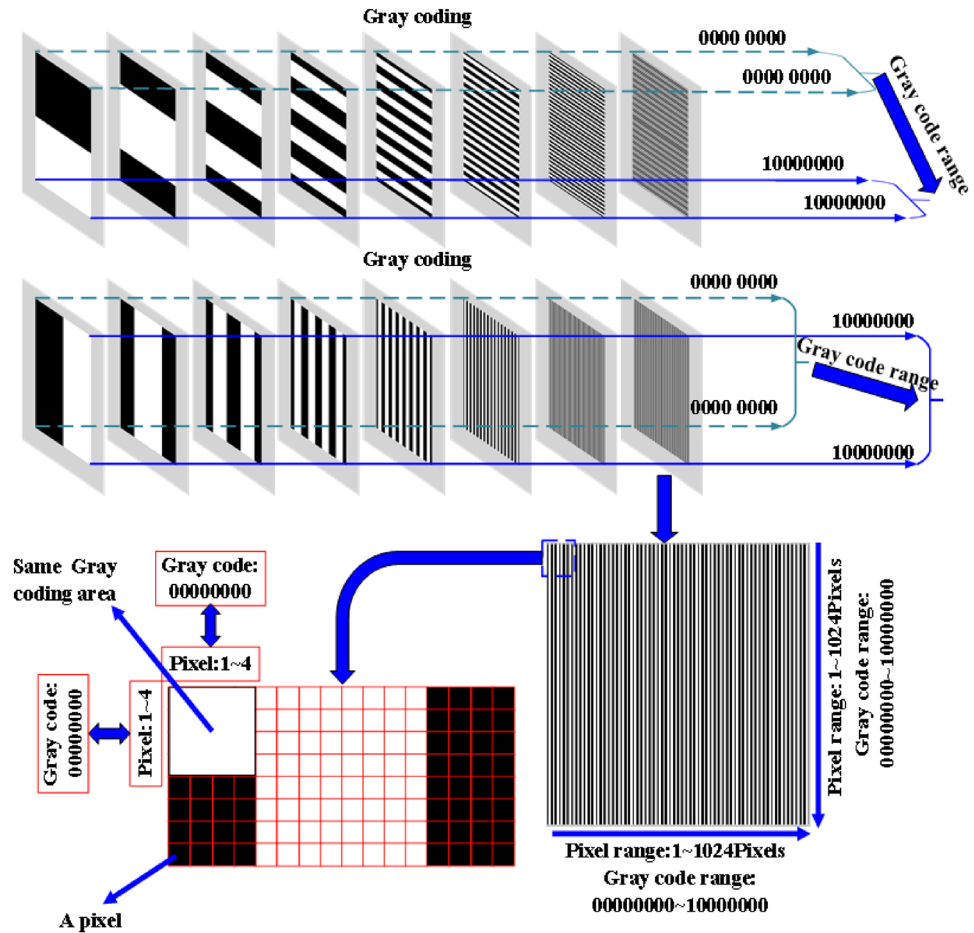 Gray coding
0000 0000
0000 0000
Gray code range
10000000
10000000
Gray coding
0000 0000
10000000
Gray code range
0000 0000
10000000
Same Gray
coding area
Gray code:
00000000
Pixel:1~4
Gray code:
00000000
Pixel:1~4
A pixel
Pixel range:1~1024Pixels
Gray code range:
00000000~10000000
Pixel range:1~1024Pixels
Gray code range:
00000000~10000000